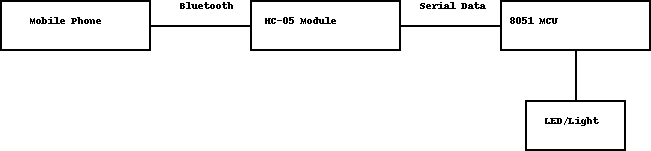 Bluetooth
Serial Data
Mobile Phone
HC-05 Module
8051 MCU
LED/Light